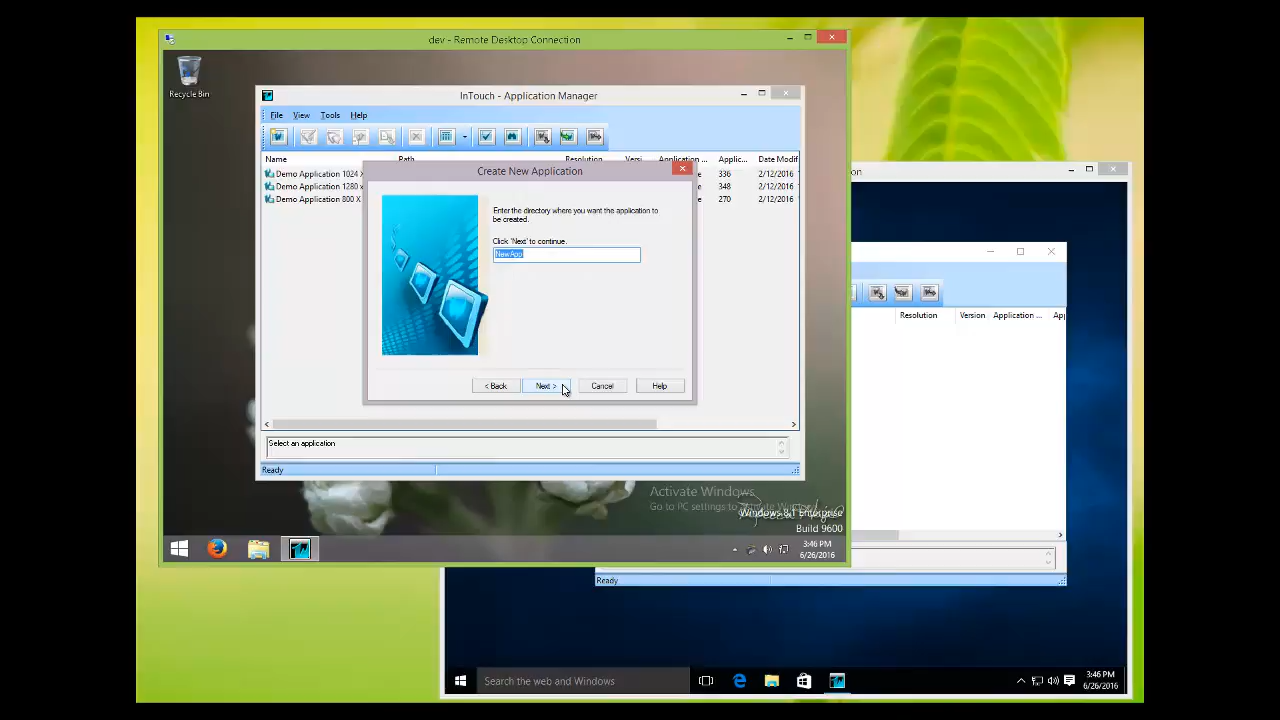 dev - Remote Desktop Connection
Recycle Bin
InTouch - Application Manager
File View Tools Help
Name Path Resolution Versi Application ... Applic... Date Modif
Demo Application 1024 336 2/12/2016
Demo Application 1280 x 348 2/12/2016
Demo Application 800 X 270 2/12/2016
Create New Application
Enter the directory where you want the application to
be created.
Click 'Next' to continue.
NewApp
< Back Next > Cancel Help
Select an application
Ready
Activate Windows
Go to PC settings to Activate
Windows 8.1 Enterprise
Build 9600
3:46 PM
6/26/2016
on
Resolution Version Application ... Ap
Ready
Search the web and Windows
3:46 PM
6/26/2016